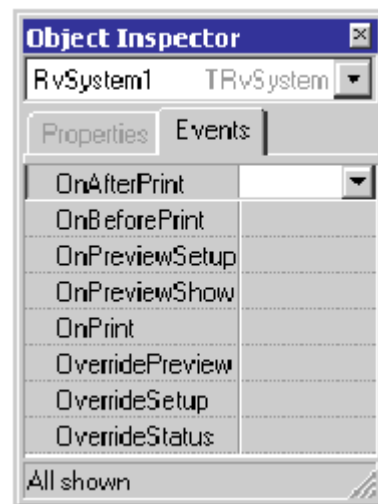 Object Inspector
RvSystem1 TRvSystem
Properties Events
OnAfterPrint
OnBeforePrint
OnPreviewSetup
OnPreviewShow
OnPrint
OverridePreview
OverrideSetup
OverrideStatus
All shown